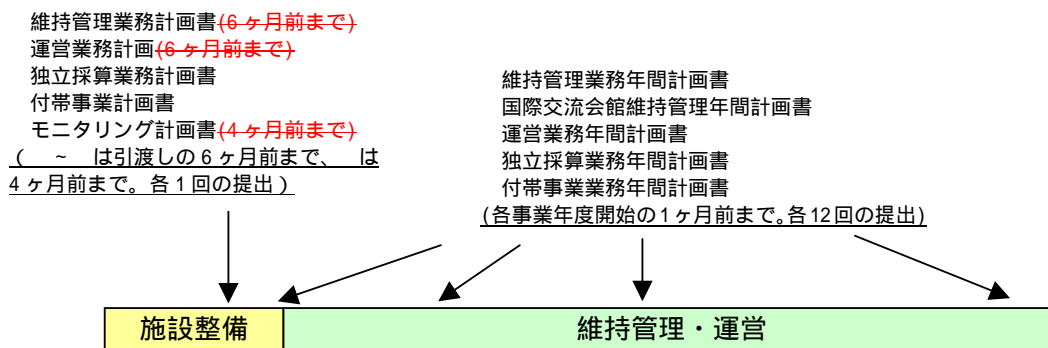 維持管理業務計画書(6ヶ月前まで)
運営業務計画(6ヶ月前まで)
独立採算業務計画書
付帯事業計画書
モニタリング計画書(4ヶ月前まで)
( ~ は引渡しの6ヶ月前まで、 は
4ヶ月前まで。各1回の提出)
維持管理業務年間計画書
国際交流会館維持管理年間計画書
運営業務年間計画書
独立採算業務年間計画書
付帯事業業務年間計画書
(各事業年度開始の1ヶ月前まで。各12回の提出)
施設整備
維持管理・運営